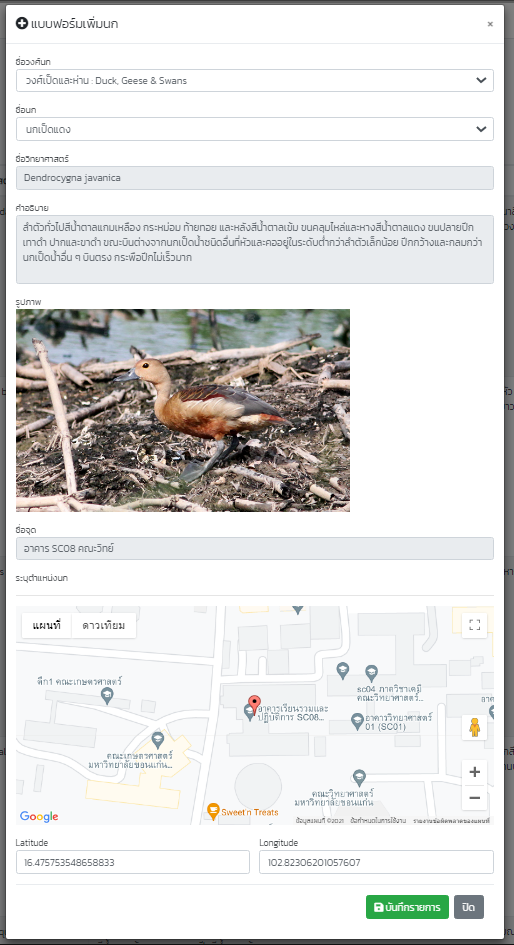 แบบฟอร์มเพิ่มนก
×
ชื่อวงศ์นก
วงศ์เป็ดและห่าน : Duck, Geese & Swans
ชื่อนก
นกเป็ดแดง
ชื่อวิทยาศาสตร์
Dendrocygna javanica
คำอธิบาย
ลำตัวทั่วไปสีน้ำตาลแกมเหลือง กระหม่อม ท้ายทอย และหลังสีน้ำตาลเข้ม ขนคลุมไหล่และหางสีน้ำตาลแดง ขนปลายปีก
เทาดำ ปากและขาดำ ขณะบินต่างจากนกเป็ดน้ำชนิดอื่นที่หัวและคออยู่ในระดับต่ำกว่าลำตัวเล็กน้อย ปีกกว้างและกลมกว่า
นกเป็ดน้ำอื่น ๆ บินตรง กระพือปีกไม่เร็วมาก
รูปภาพ
ชื่อจุด
อาคาร SC08 คณะวิทย์
ระบุตำแหน่งนก
แผนที่ ดาวเทียม
ตึก1 คณะเกษตรศาสตร์
sc04 ภาควิชาเคมี
คณะวิทยาศาสตร์...
อาคารเรียนรวมและ
ปฏิบัติการ SC08...
อาคารวิทยาศาสตร์
01 (SC01)
คณะเกษตรศาสตร์
มหาวิทยาลัยขอนแก่น...
คณะวิทยาศาสตร์
มหาวิทยาลัยขอนแก่น
Sweet n Treats
Google
ข้อมูลแผนที่ ©2021 ข้อกำหนดในการใช้งาน รายงานข้อผิดพลาดของแผนที่
Latitude Longitude
16.475753548658833 102.82306201057607
บันทึกรายการ ปิด